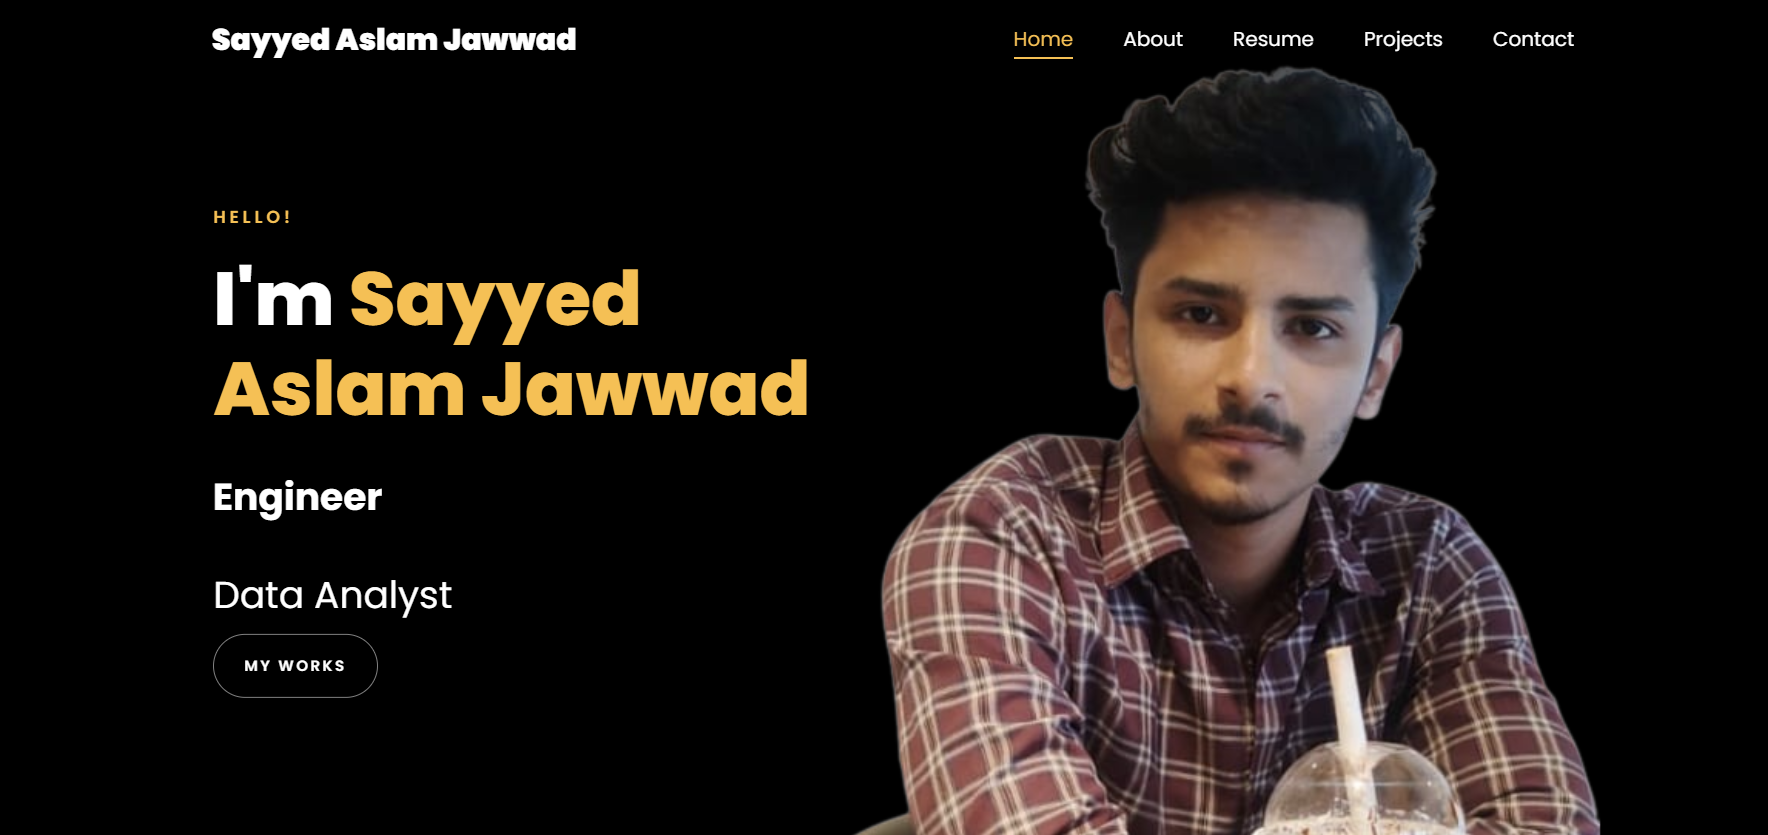 Sayyed Aslam Jawwad
Home About Resume Projects Contact
HELLO!
I'm Sayyed
Aslam Jawwad
Engineer
Data Analyst
MY WORKS